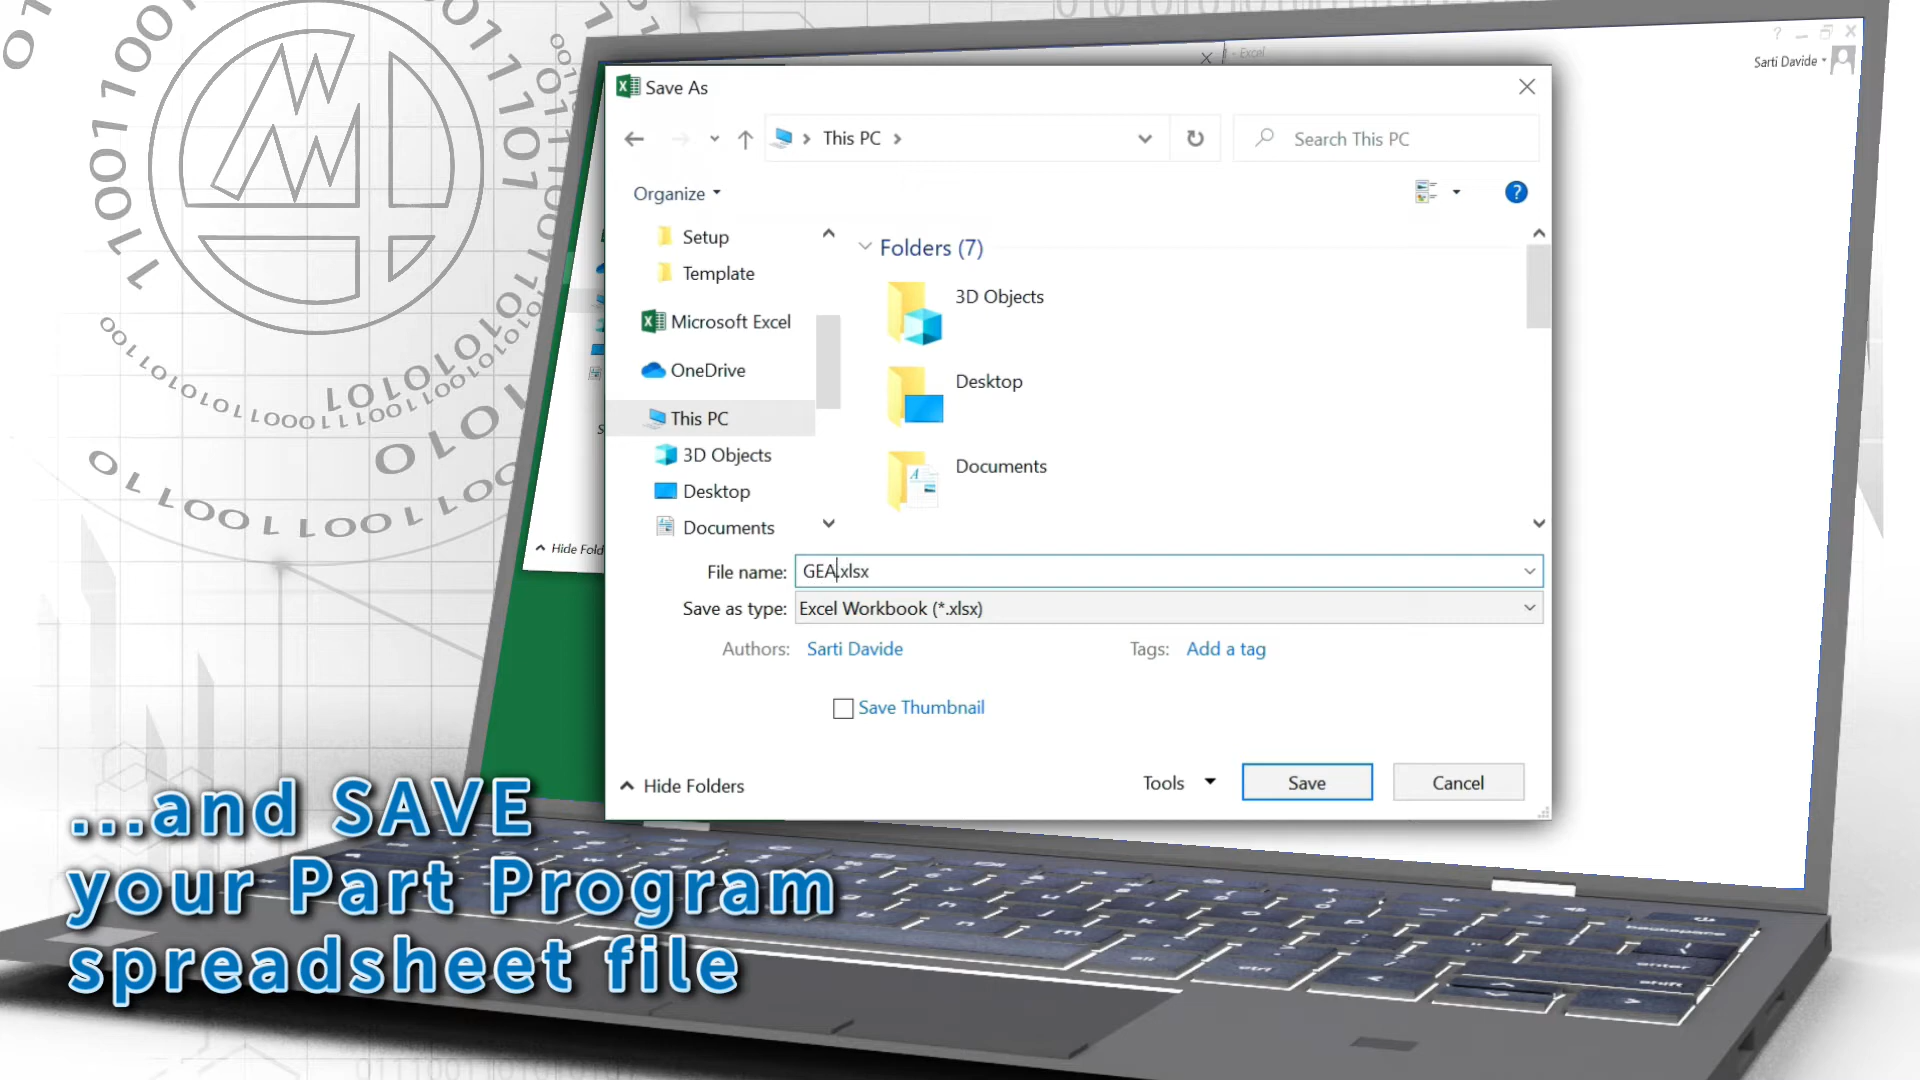 - Excel
Sarti Davide
Save As
This PC
Search This PC
Organize
Setup
Template
Microsoft Excel
OneDrive
This PC
3D Objects
Desktop
Documents
Folders (7)
3D Objects
Desktop
Documents
Hide Fold
File name: GEA.xlsx
Save as type: Excel Workbook (*.xlsx)
Authors: Sarti Davide
Tags: Add a tag
Save Thumbnail
Hide Folders
Tools
Save
Cancel
...and SAVE
your Part Program
spreadsheet file